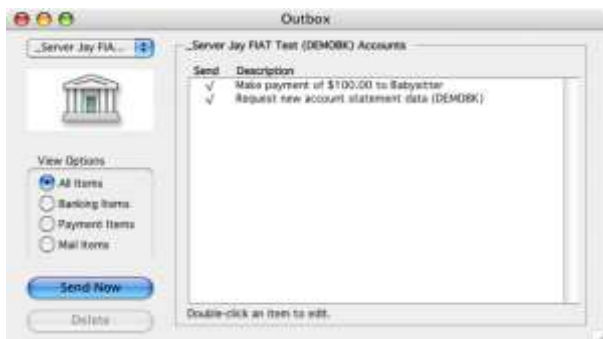 Outbox
_Server Jay FIA...
_Server Jay FIAT Test (DEMOBK) Accounts
Send Description
√ Make payment of $100.00 to Babysitter
√ Request new account statement data (DEMOBK)
View Options
All Items
Banking Items
Payment Items
Mail Items
Send Now
Delete
Double-click an item to edit.